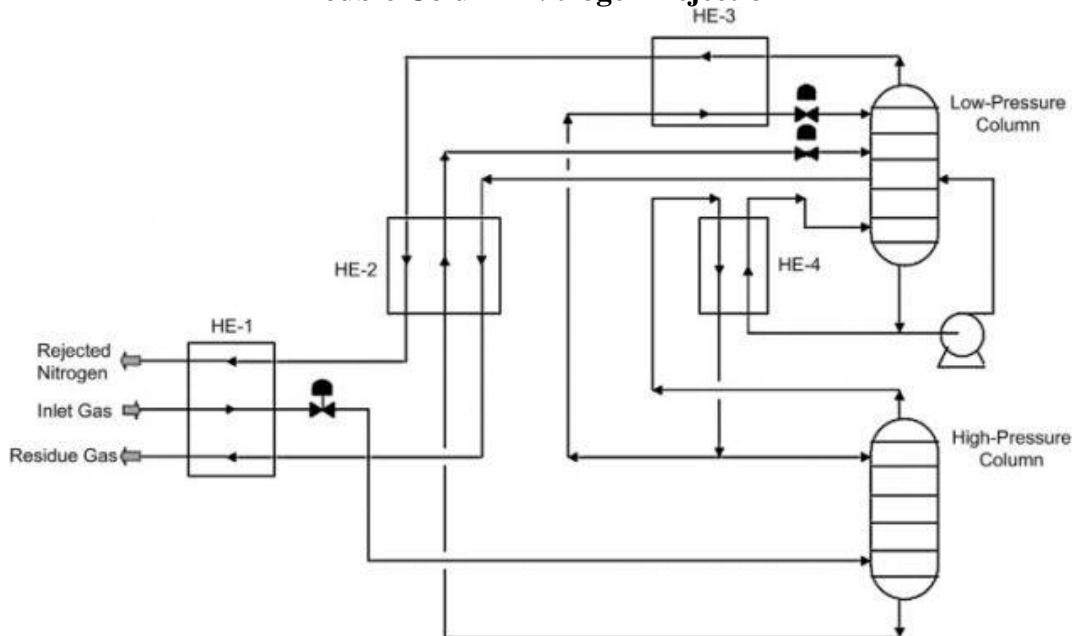 HE-3
Low-Pressure
Column
HE-2
HE-4
HE-1
Rejected
Nitrogen
Inlet Gas
Residue Gas
High-Pressure
Column